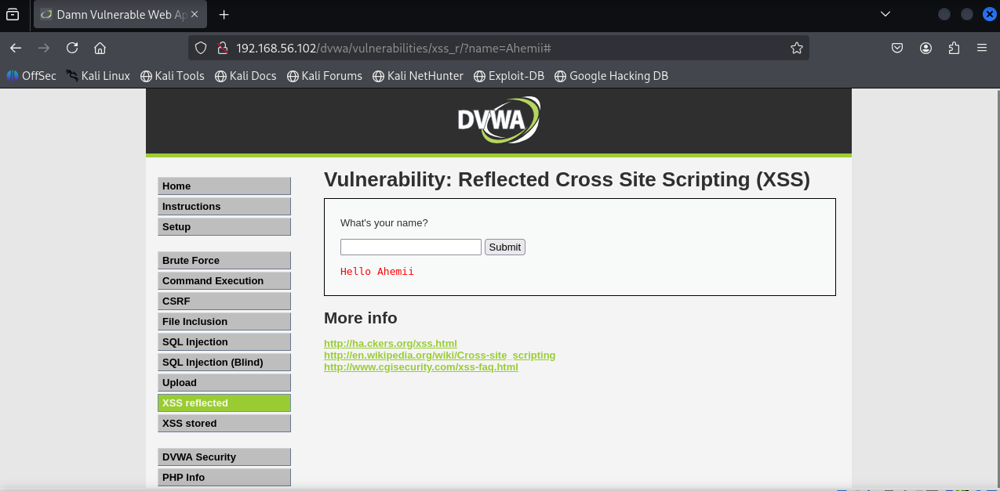 Damn Vulnerable Web Ap
192.168.56.102/dvwa/vulnerabilities/xss_r/?name=Ahemii#
OffSec Kali Linux Kali Tools Kali Docs Kali Forums Kali NetHunter Exploit-DB Google Hacking DB
DVWA
Home
Instructions
Setup
Brute Force
Command Execution
CSRF
File Inclusion
SQL Injection
SQL Injection (Blind)
Upload
XSS reflected
XSS stored
DVWA Security
PHP Info
Vulnerability: Reflected Cross Site Scripting (XSS)
What's your name?
Submit
Hello Ahemii
More info
http://ha.ckers.org/xss.html
http://en.wikipedia.org/wiki/Cross-site_scripting
http://www.cgisecurity.com/xss-faq.html